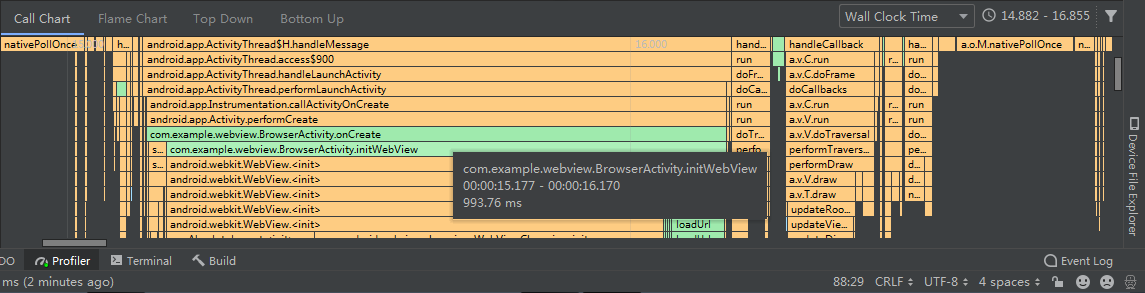 Call Chart Flame Chart Top Down Bottom Up Wall Clock Time 14.882 - 16.855
nativePollOnce h... android.app.ActivityThread$H.handleMessage 16.000 hand... handleCallback ha... a.o.M.nativePollOnce n...
android.app.ActivityThread.access$900 run a.v.C.run r... run
android.app.ActivityThread.handleLaunchActivity doFr... a.v.C.doFrame do...
android.app.ActivityThread.performLaunchActivity doCa... doCallbacks do...
android.app.Instrumentation.callActivityOnCreate run a.v.C.run r... run
android.app.Activity.performCreate run a.v.V.run r... run
com.example.webview.BrowserActivity.onCreate doTr... a.v.V.doTraversal do...
s... com.example.webview.BrowserActivity.initWebView perfo... performTravers... pe...
s... android.webkit.WebView.<init> performDraw d...
android.webkit.WebView.<init> a.v.V.draw d...
android.webkit.WebView.<init> a.v.T.draw n...
android.webkit.WebView.<init> updateRoo...
android.webkit.WebView.<init> loadUrl updateVie...
com.example.webview.BrowserActivity.initWebView
00:00:15.177 - 00:00:16.170
993.76 ms
Device File Explorer
DO Profiler Terminal Build Event Log
ms (2 minutes ago) 88:29 CRLF UTF-8 4 spaces